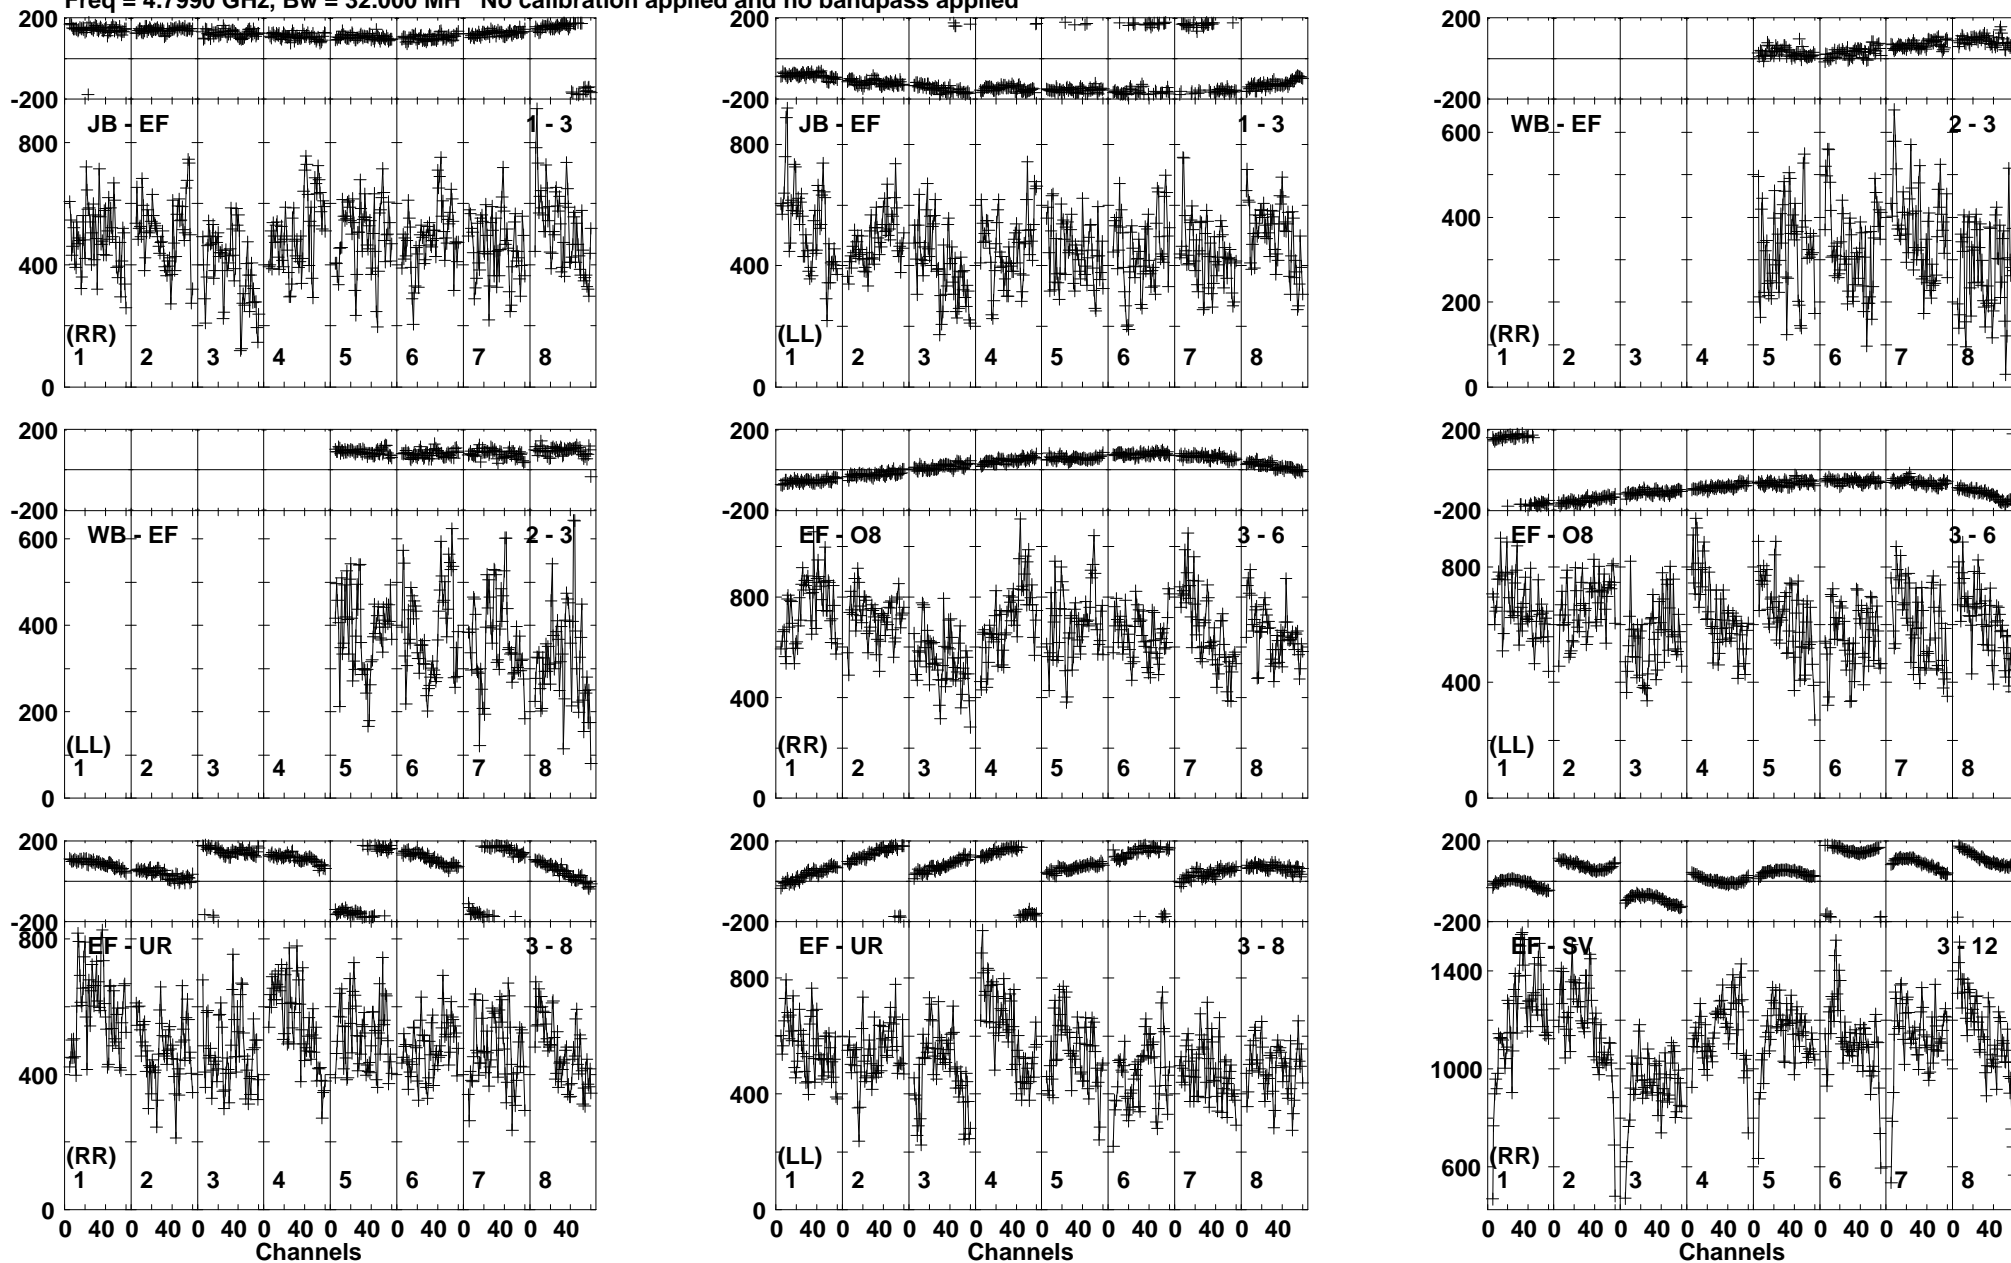 Freq = 4.7990 GHz, Bw = 32.000 MH No calibration applied and no bandpass applied
200 200 200
-200 -200 -200
JB - EF 1 - 3 JB - EF 1 - 3 WB - EF 2 - 3
800 800 600
400 400 400
200
(RR) (LL) (RR)
1 2 3 4 5 6 7 8 1 2 3 4 5 6 7 8 1 2 3 4 5 6 7 8
0 0 0
200 200 200
-200 -200 -200
WB - EF 2 - 3 EF - O8 3 - 6 EF - O8 3 - 6
600 800 800
400 400 400
200
(LL) (RR) (LL)
1 2 3 4 5 6 7 8 1 2 3 4 5 6 7 8 1 2 3 4 5 6 7 8
0 0 0
200 200 200
-200 -200 -200
800 EF - UR 3 - 8 EF - UR 3 - 8 EF - SV 3 - 12
800 1400
400 400 1000
600
(RR) (LL) (RR)
1 2 3 4 5 6 7 8 1 2 3 4 5 6 7 8 1 2 3 4 5 6 7 8
0 0
0 40 0 40 0 40 0 40 0 40 0 40 0 40 0 40 0 40 0 40 0 40 0 40 0 40 0 40 0 40 0 40 0 40 0 40 0 40 0 40 0 40 0 40 0 40 0 40
Channels Channels Channels